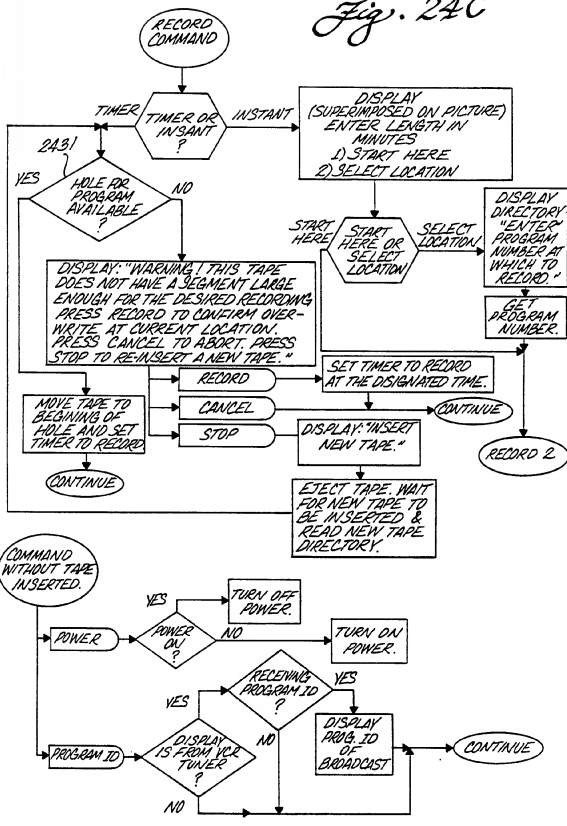 Fig. 24C
RECORD
COMMAND
TIMER
TIMER OR
INSANT
?
INSTANT
DISPLAY
(SUPERIMPOSED ON PICTURE)
ENTER LENGTH IN
MINUTES
1) START HERE
2) SELECT LOCATION
2431
YES
HOLE FOR
PROGRAM
AVAILABLE
?
NO
START
HERE
START
HERE OR
SELECT
LOCATION
SELECT
LOCATION
DISPLAY
DIRECTORY
"ENTER
PROGRAM
NUMBER AT
WHICH TO
RECORD."
GET
PROGRAM
NUMBER.
DISPLAY: "WARNING! THIS TAPE
DOES NOT HAVE A SEGMENT LARGE
ENOUGH FOR THE DESIRED RECORDING
PRESS RECORD TO CONFIRM OVER-
WRITE AT CURRENT LOCATION.
PRESS CANCEL TO ABORT. PRESS
STOP TO RE-INSERT A NEW TAPE."
RECORD
SET TIMER TO RECORD
AT THE DISIGNATED TIME.
CANCEL
CONTINUE
STOP
DISPLAY: "INSERT
NEW TAPE."
MOVE TAPE TO
BEGINING OF
HOLE AND SET
TIMER TO RECORD
CONTINUE
RECORD 2
EJECT TAPE. WAIT
FOR NEW TAPE TO
BE INSERTED &
READ NEW TAPE
DIRECTORY.
COMMAND
WITHOUT TAPE
INSERTED.
POWER
POWER
ON
?
YES
TURN OFF
POWER.
NO
TURN ON
POWER.
PROGRAM ID
DISPLAY
IS FROM VCR
TUNER
?
YES
RECEIVING
PROGRAM ID
?
YES
NO
DISPLAY
PROG. ID
OF
BROADCAST
CONTINUE
NO